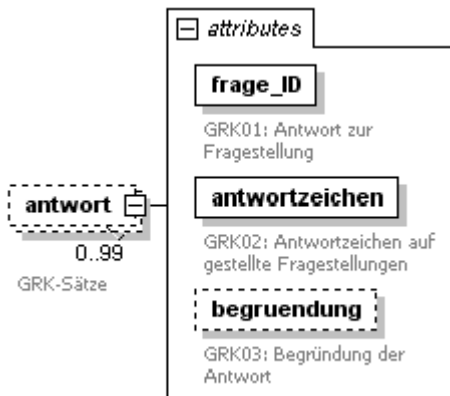 attributes
frage_ID
GRK01: Antwort zur
Fragestellung
antwort
0..99
GRK-Sätze
antwortzeichen
GRK02: Antwortzeichen auf
gestellte Fragestellungen
begruendung
GRK03: Begründung der
Antwort